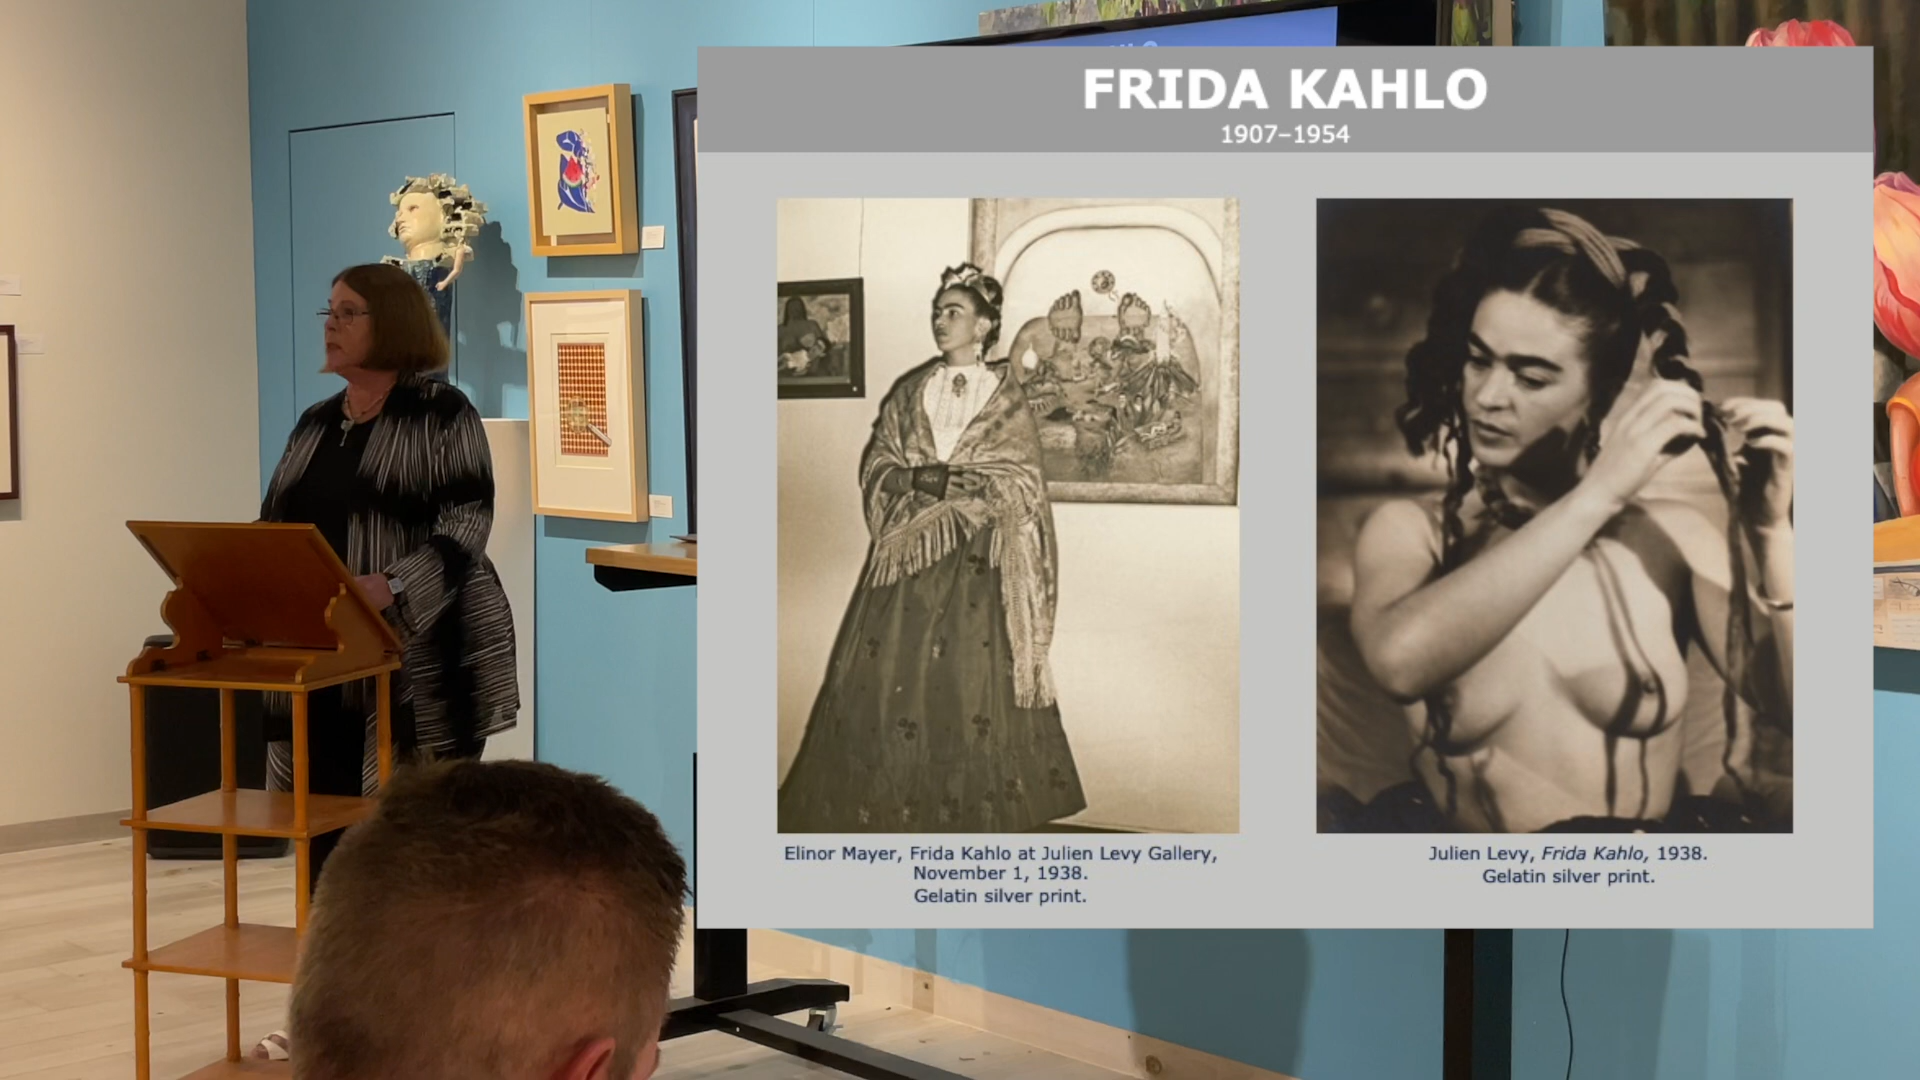 FRIDA KAHLO
1907–1954
Elinor Mayer, Frida Kahlo at Julien Levy Gallery,
November 1, 1938.
Gelatin silver print.
Julien Levy, Frida Kahlo, 1938.
Gelatin silver print.